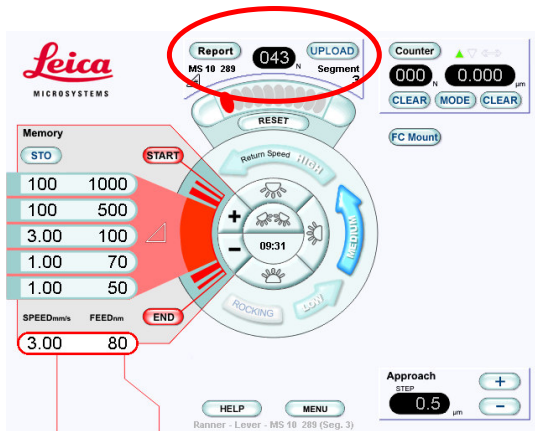 Report
043 N
UPLOAD
MS 10 289
Segment
3
Counter
000 N
0.000 µm
CLEAR
MODE
CLEAR
Leica
MICROSYSTEMS
RESET
FC Mount
Memory
STO
START
Return Speed
HIGH
100 1000
100 500
3.00 100
1.00 70
1.00 50
+
–
09:31
MEDIUM
LOW
ROCKING
SPEEDmm/s FEEDnm
END
3.00 80
Approach
STEP
0.5 µm
+
–
HELP
MENU
Ranner - Lever - MS 10 289 (Seg. 3)